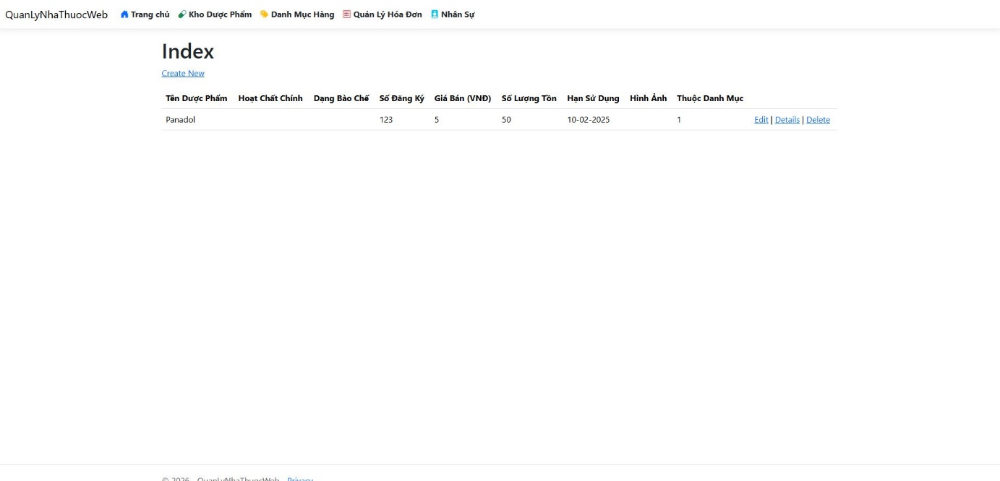 QuanLyNhaThuocWeb Trang chủ Kho Dược Phẩm Danh Mục Hàng Quản Lý Hóa Đơn Nhân Sự
Index
Create New
Tên Dược Phẩm Hoạt Chất Chính Dạng Bào Chế Số Đăng Ký Giá Bán (VNĐ) Số Lượng Tồn Hạn Sử Dụng Hình Ảnh Thuộc Danh Mục
Panadol 123 5 50 10-02-2025 1 Edit | Details | Delete
© 2026 - QuanLyNhaThuocWeb - Privacy